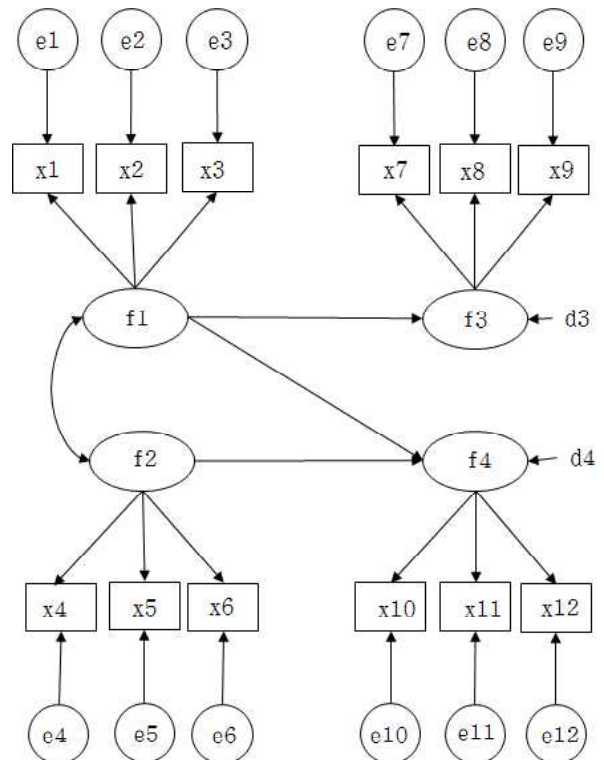 e1 e2 e3 e7 e8 e9
x1 x2 x3 x7 x8 x9
f1 f3 d3
f2 f4 d4
x4 x5 x6 x10 x11 x12
e4 e5 e6 e10 e11 e12